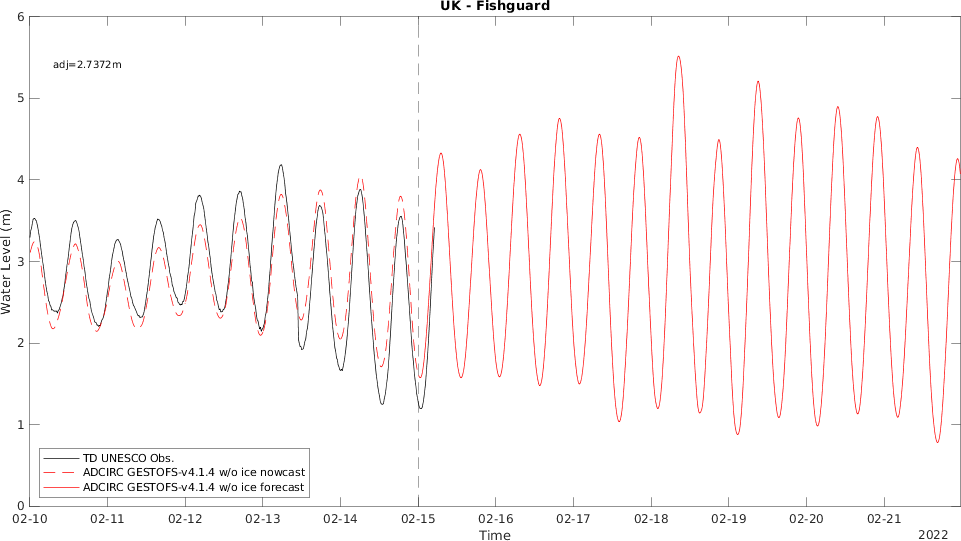 UK - Fishguard
adj=2.7372m
Water Level (m)
6
5
4
3
2
1
0
TD UNESCO Obs.
ADCIRC GESTOFS-v4.1.4 w/o ice nowcast
ADCIRC GESTOFS-v4.1.4 w/o ice forecast
02-10 02-11 02-12 02-13 02-14 02-15 02-16 02-17 02-18 02-19 02-20 02-21
Time
2022